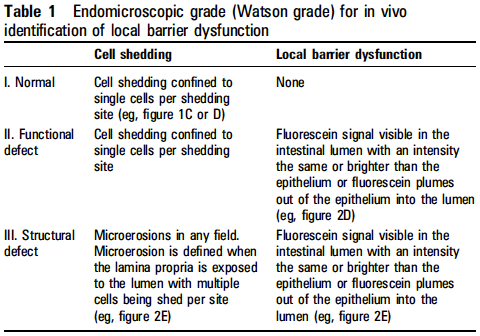 Table 1 Endomicroscopic grade (Watson grade) for in vivo
identification of local barrier dysfunction
Cell shedding Local barrier dysfunction
I. Normal Cell shedding confined to None
single cells per shedding
site (eg, figure 1C or D)
II. Functional Cell shedding confined to Fluorescein signal visible in the
defect single cells per shedding intestinal lumen with an intensity
site the same or brighter than the
epithelium or fluorescein plumes
out of the epithelium into the lumen
(eg, figure 2D)
III. Structural Microerosions in any field. Fluorescein signal visible in the
defect Microerosion is defined when intestinal lumen with an intensity
the lamina propria is exposed the same or brighter than the
to the lumen with multiple epithelium or fluorescein plumes
cells being shed per site out of the epithelium into the
(eg, figure 2E) lumen (eg, figure 2E)